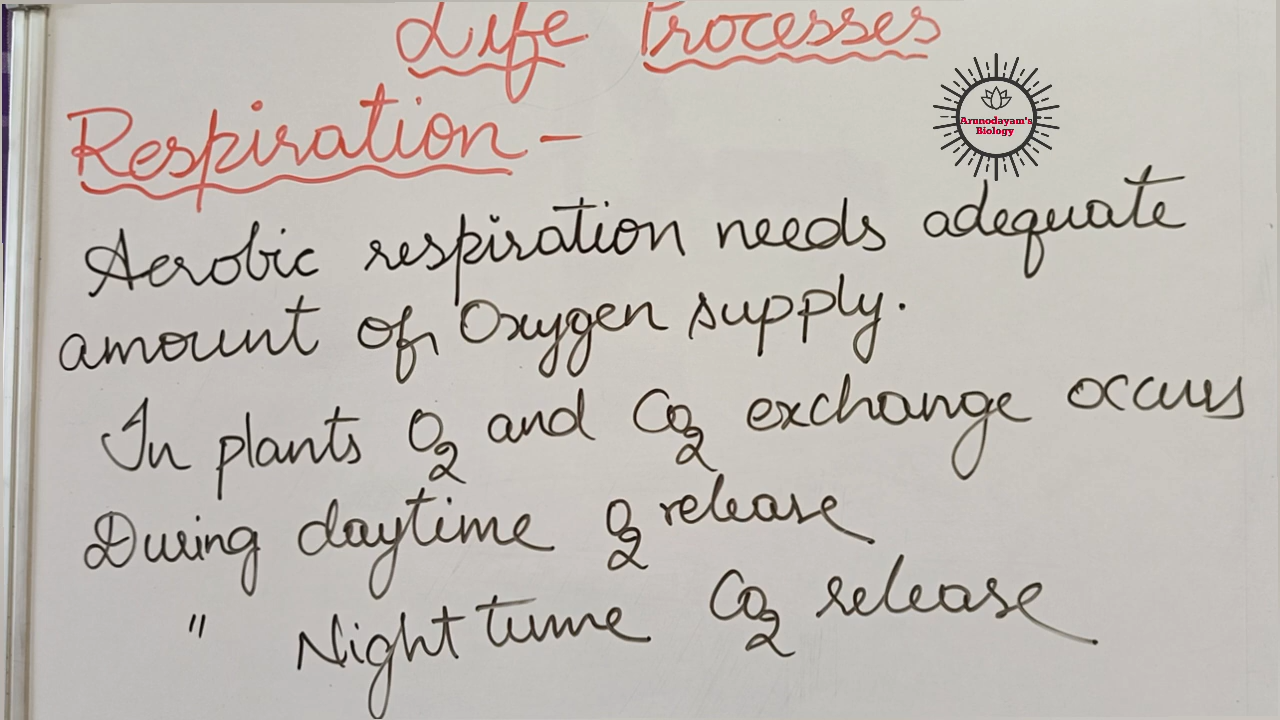 Life Processes
Arunodayam's
Biology
Respiration -
Aerobic respiration needs adequate
amount of Oxygen supply.
In plants O2 and CO2 exchange occurs
During daytime O2 release
" Night time CO2 release